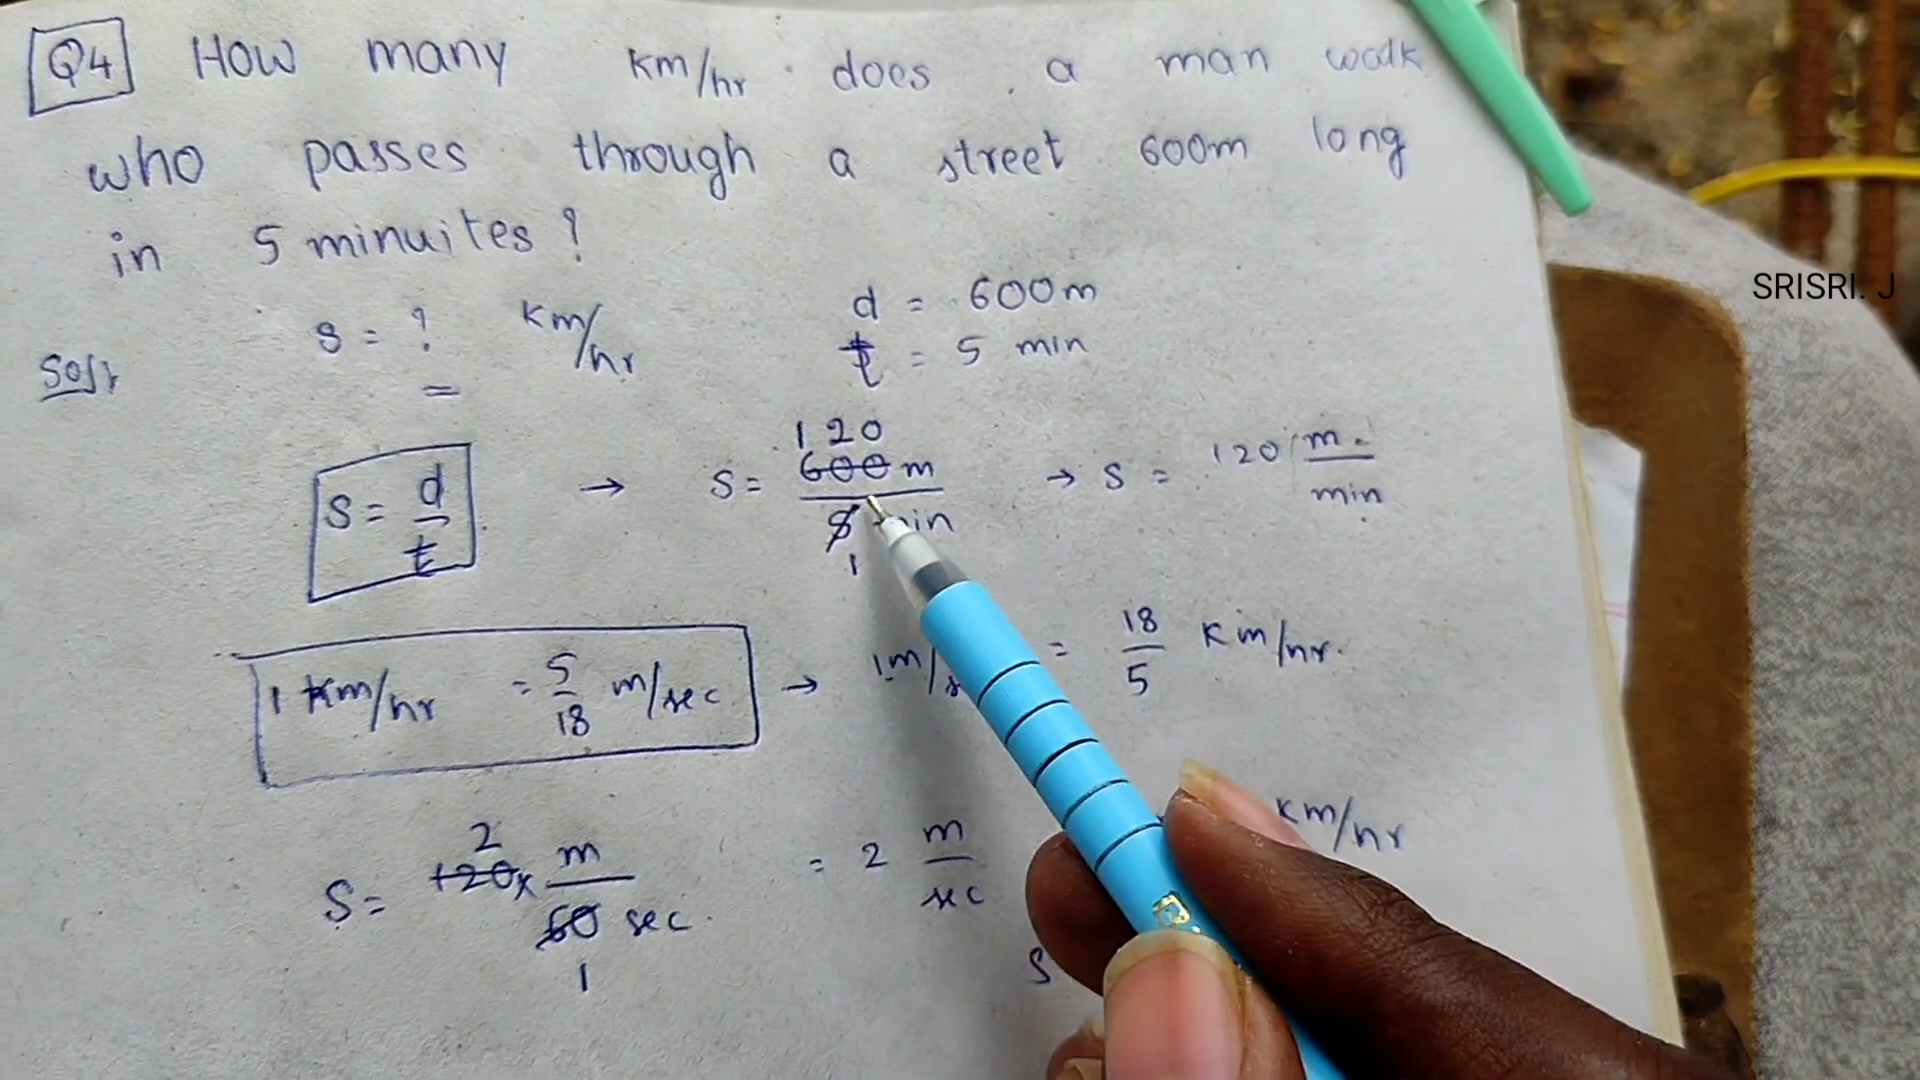 Q4 How many km/hr does a man walk
who passes through a street 600m long
in 5 minuites?
SRISRI. J
Soln
s = ? km/hr
d = 600m
t = 5 min
s = d/t → s = 120 600 m / 5 min 1 → s = 120 m/min
1 km/hr = 5/18 m/sec → 1m/s = 18/5 km/hr.
s = 2 120 x m / 60 sec 1 = 2 m/sec km/hr
s